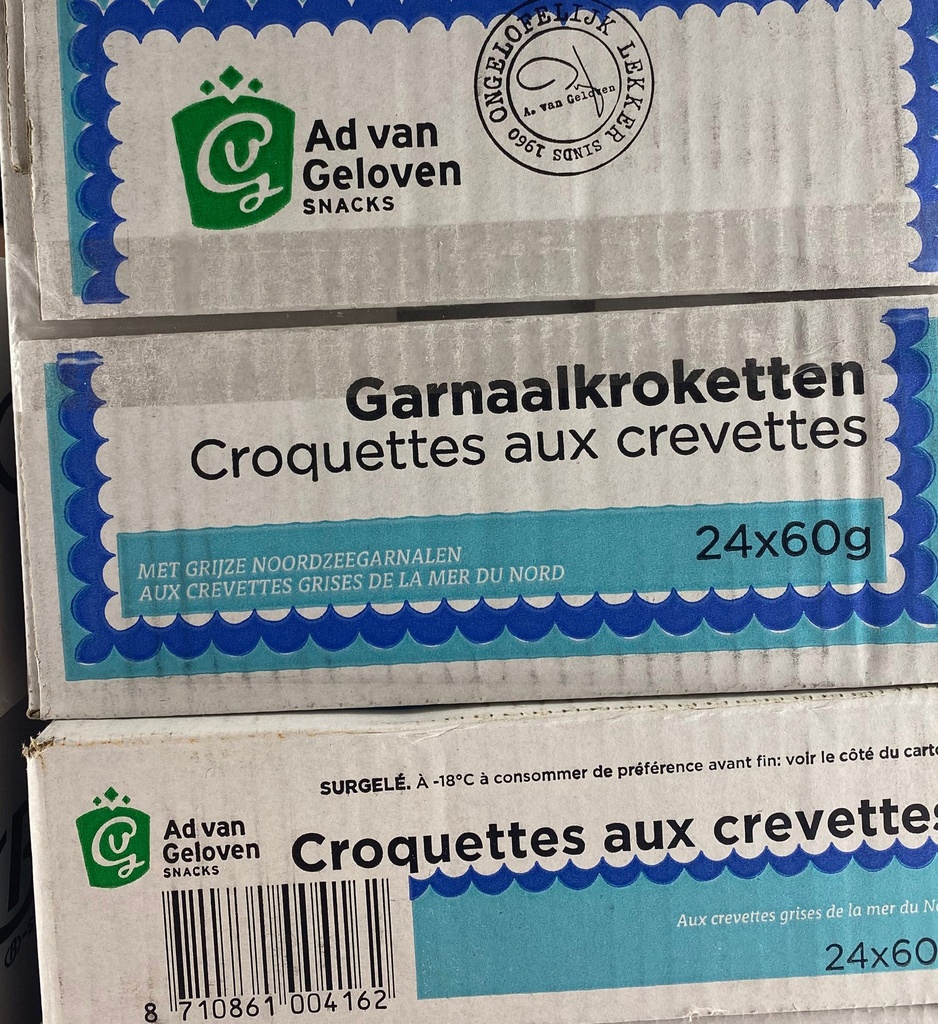 ONGELOFELIJK LEKKER SINDS 1960
A. van Geloven
Ad van
Geloven
SNACKS
Garnaalkroketten
Croquettes aux crevettes
24x60g
MET GRIJZE NOORDZEEGARNALEN
AUX CREVETTES GRISES DE LA MER DU NORD
SURGELÉ. À -18°C à consommer de préférence avant fin: voir le côté du carto
Ad van
Geloven
SNACKS
Croquettes aux crevettes
Aux crevettes grises de la mer du No
24x60
8 710861 004162